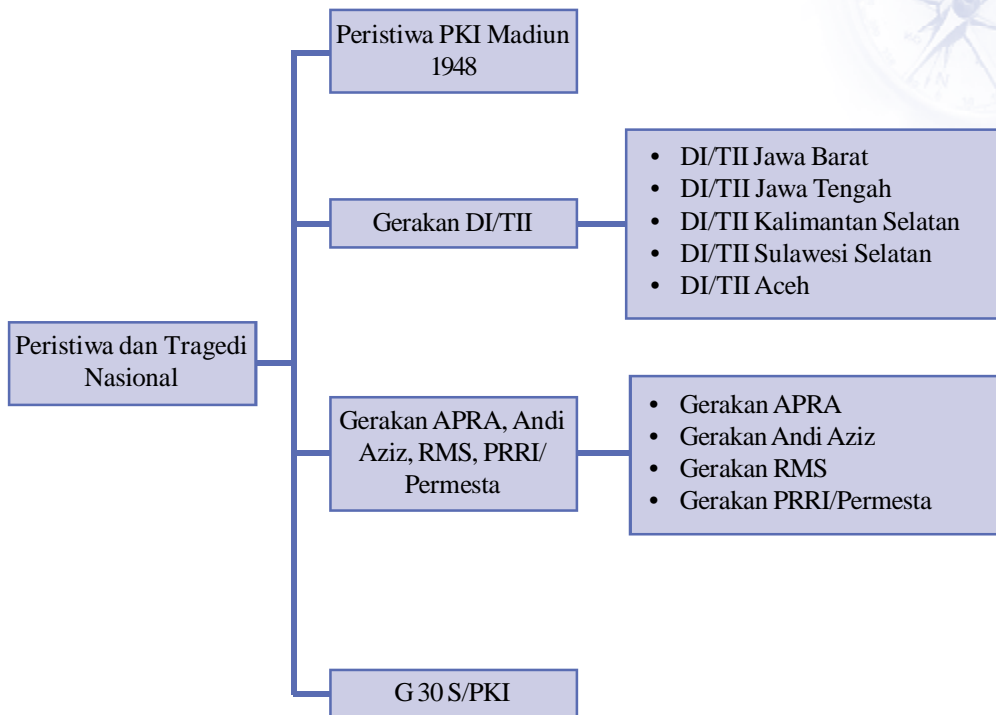 Peristiwa PKI Madiun
1948
Gerakan DI/TII
• DI/TII Jawa Barat
• DI/TII Jawa Tengah
• DI/TII Kalimantan Selatan
• DI/TII Sulawesi Selatan
• DI/TII Aceh
Peristiwa dan Tragedi
Nasional
Gerakan APRA, Andi
Aziz, RMS, PRRI/
Permesta
• Gerakan APRA
• Gerakan Andi Aziz
• Gerakan RMS
• Gerakan PRRI/Permesta
G 30 S/PKI